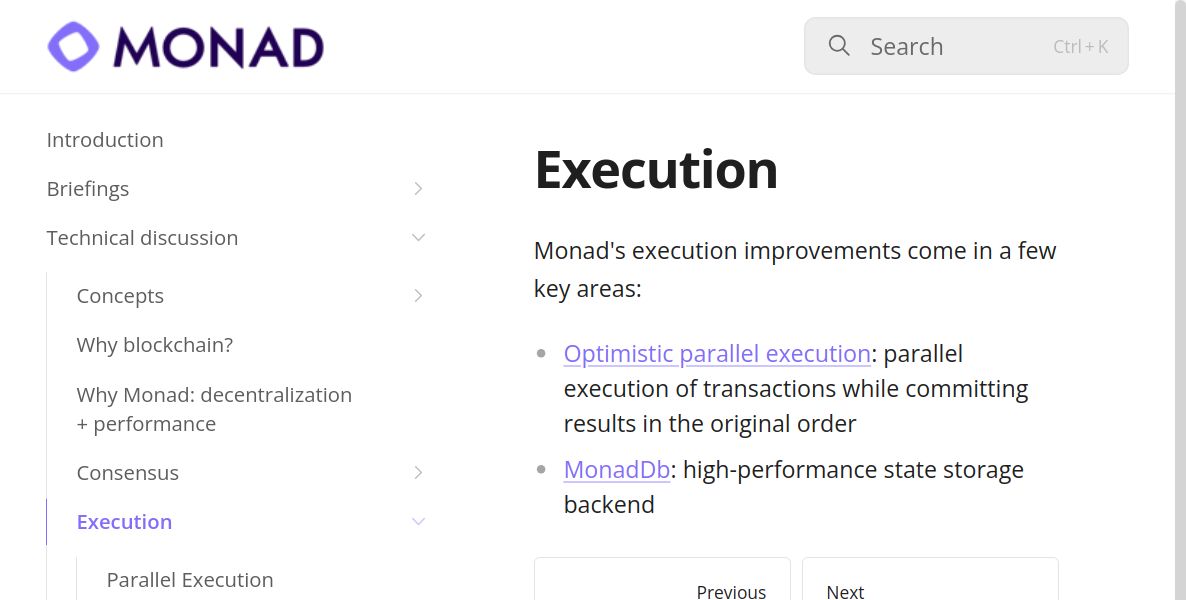 MONAD
Search
Ctrl + K
Introduction
Briefings
Technical discussion
Concepts
Why blockchain?
Why Monad: decentralization
+ performance
Consensus
Execution
Parallel Execution
Execution
Monad's execution improvements come in a few
key areas:
Optimistic parallel execution: parallel
execution of transactions while committing
results in the original order
MonadDb: high-performance state storage
backend
Previous
Next